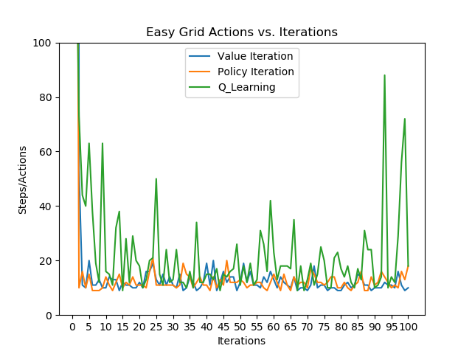 Easy Grid Actions vs. Iterations
Value Iteration
Policy Iteration
Q_Learning
100
80
60
40
20
0
Steps/Actions
0 5 10 15 20 25 30 35 40 45 50 55 60 65 70 75 80 85 90 95 100
Iterations